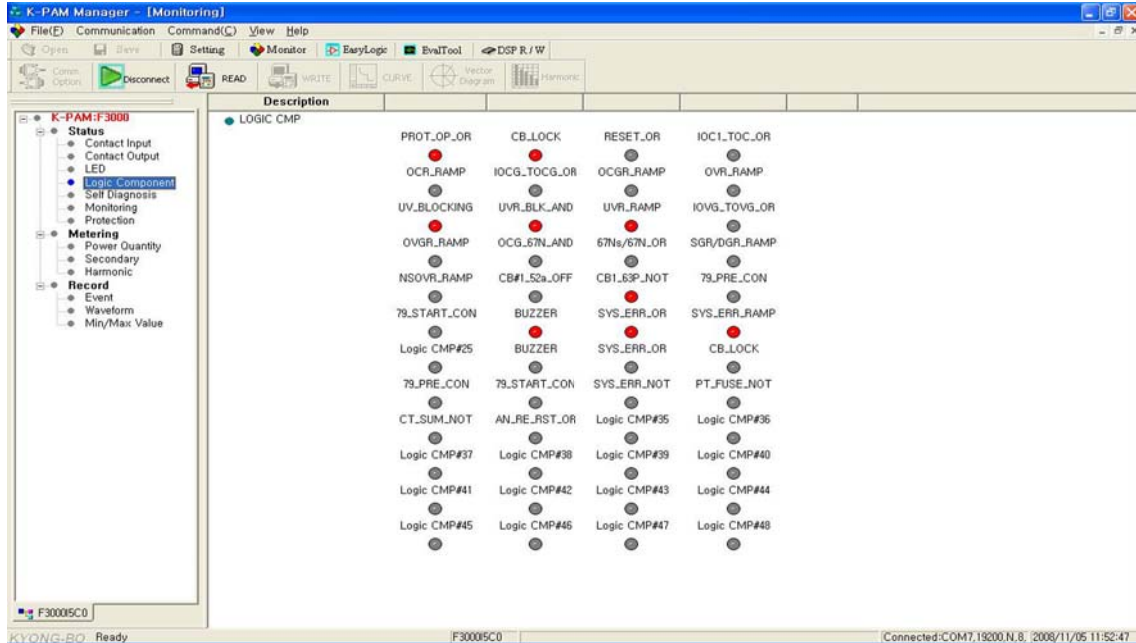 K-PAM Manager - [Monitoring]
File(F) Communication Command(C) View Help
Open Save Setting Monitor EasyLogic EvalTool DSP R / W
Comm. Option Disconnect READ WRITE CURVE Vector Diagram Harmonic
Description
K-PAM:F3000
Status
Contact Input
Contact Output
LED
Logic Component
Self Diagnosis
Monitoring
Protection
Metering
Power Quantity
Secondary
Harmonic
Record
Event
Waveform
Min/Max Value
LOGIC CMP
PROT_OP_OR CB_LOCK RESET_OR IOC1_TOC_OR
OCR_RAMP IOCG_TOCG_OR OCGR_RAMP OVR_RAMP
UV_BLOCKING UVR_BLK_AND UVR_RAMP IOVG_TOVG_OR
OVGR_RAMP OCG_67N_AND 67Ns/67N_OR SGR/DGR_RAMP
NSOVR_RAMP CB#1_52a_OFF CB1_63P_NOT 79_PRE_CON
79_START_CON BUZZER SYS_ERR_OR SYS_ERR_RAMP
Logic CMP#25 BUZZER SYS_ERR_OR CB_LOCK
79_PRE_CON 79_START_CON SYS_ERR_NOT PT_FUSE_NOT
CT_SUM_NOT AN_RE_RST_OR Logic CMP#35 Logic CMP#36
Logic CMP#37 Logic CMP#38 Logic CMP#39 Logic CMP#40
Logic CMP#41 Logic CMP#42 Logic CMP#43 Logic CMP#44
Logic CMP#45 Logic CMP#46 Logic CMP#47 Logic CMP#48
F3000I5C0
KYONG-BO Ready F3000I5C0 Connected:COM7,19200,N,8, 2008/11/05 11:52:47